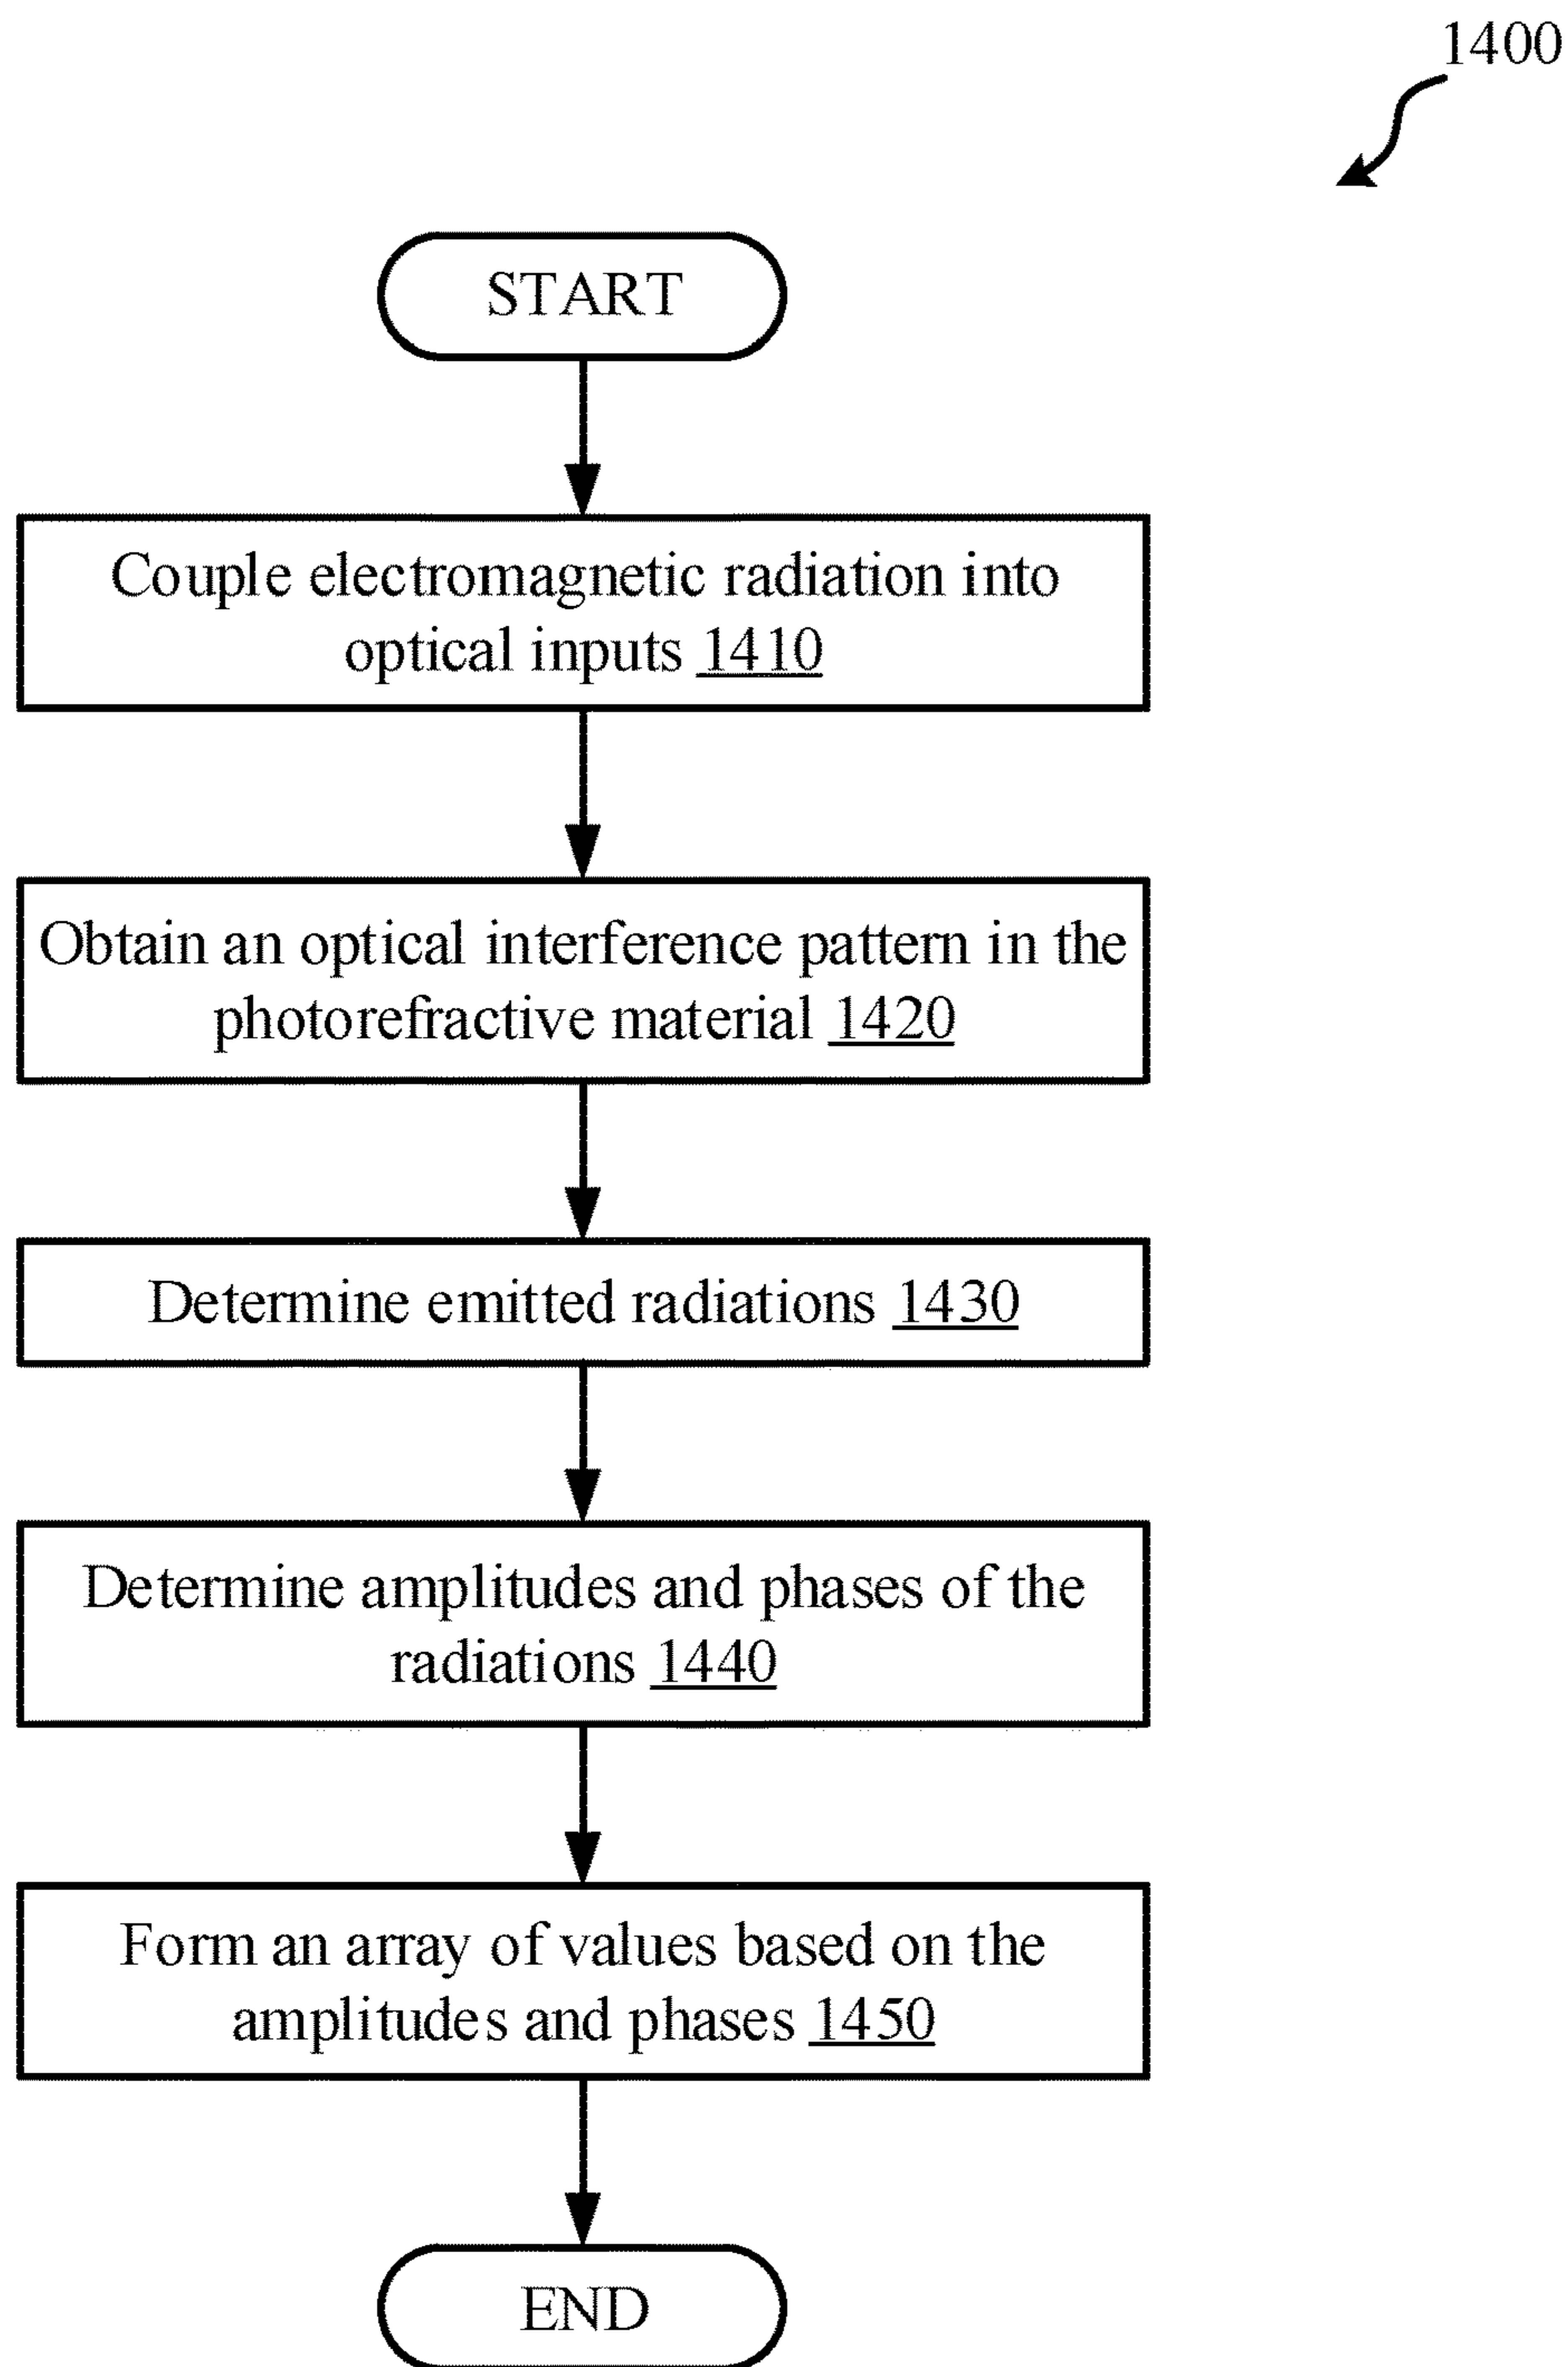 1400
START
Couple electromagnetic radiation into
optical inputs 1410
Obtain an optical interference pattern in the
photorefractive material 1420
Determine emitted radiations 1430
Determine amplitudes and phases of the
radiations 1440
Form an array of values based on the
amplitudes and phases 1450
END